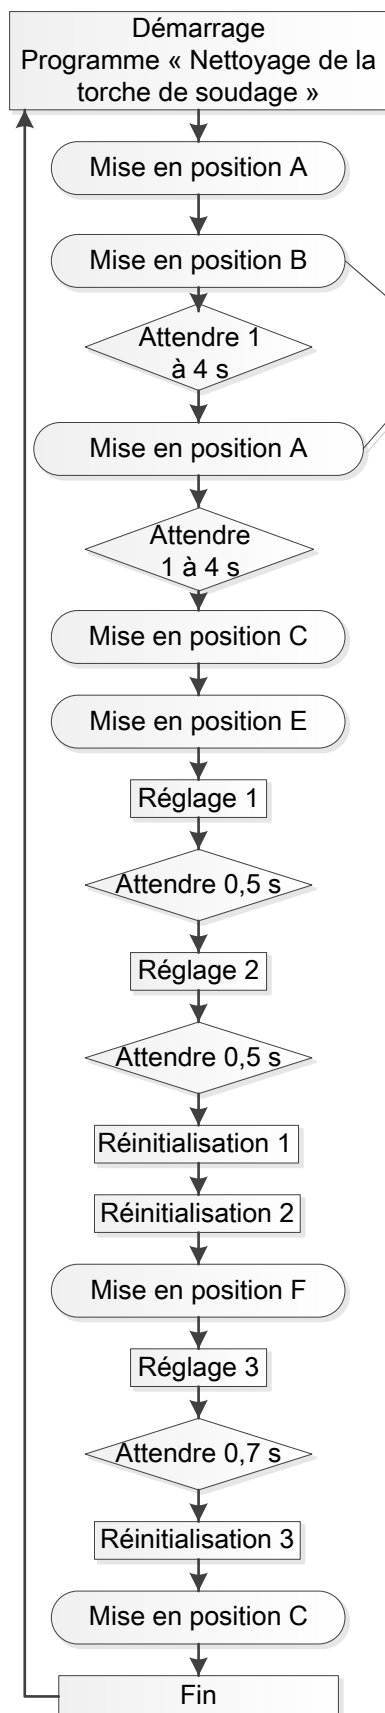 Démarrage
Programme « Nettoyage de la
torche de soudage »
Mise en position A
Mise en position B
Attendre 1
à 4 s
Mise en position A
Attendre
1 à 4 s
Mise en position C
Mise en position E
Réglage 1
Attendre 0,5 s
Réglage 2
Attendre 0,5 s
Réinitialisation 1
Réinitialisation 2
Mise en position F
Réglage 3
Attendre 0,7 s
Réinitialisation 3
Mise en position C
Fin